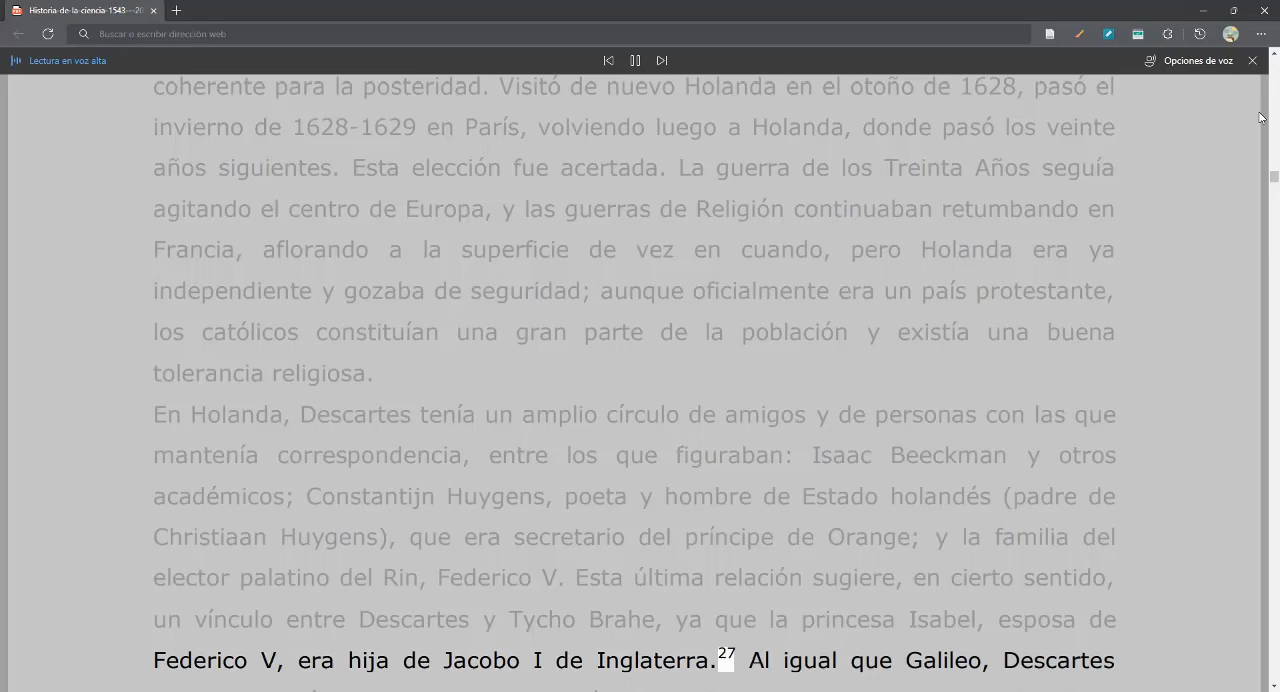 Historia-de-la-ciencia-1543---20
Buscar o escribir dirección web
Lectura en voz alta
Opciones de voz
coherente para la posteridad. Visitó de nuevo Holanda en el otoño de 1628, pasó el
invierno de 1628-1629 en París, volviendo luego a Holanda, donde pasó los veinte
años siguientes. Esta elección fue acertada. La guerra de los Treinta Años seguía
agitando el centro de Europa, y las guerras de Religión continuaban retumbando en
Francia, aflorando a la superficie de vez en cuando, pero Holanda era ya
independiente y gozaba de seguridad; aunque oficialmente era un país protestante,
los católicos constituían una gran parte de la población y existía una buena
tolerancia religiosa.
En Holanda, Descartes tenía un amplio círculo de amigos y de personas con las que
mantenía correspondencia, entre los que figuraban: Isaac Beeckman y otros
académicos; Constantijn Huygens, poeta y hombre de Estado holandés (padre de
Christiaan Huygens), que era secretario del príncipe de Orange; y la familia del
elector palatino del Rin, Federico V. Esta última relación sugiere, en cierto sentido,
un vínculo entre Descartes y Tycho Brahe, ya que la princesa Isabel, esposa de
Federico V, era hija de Jacobo I de Inglaterra.27 Al igual que Galileo, Descartes